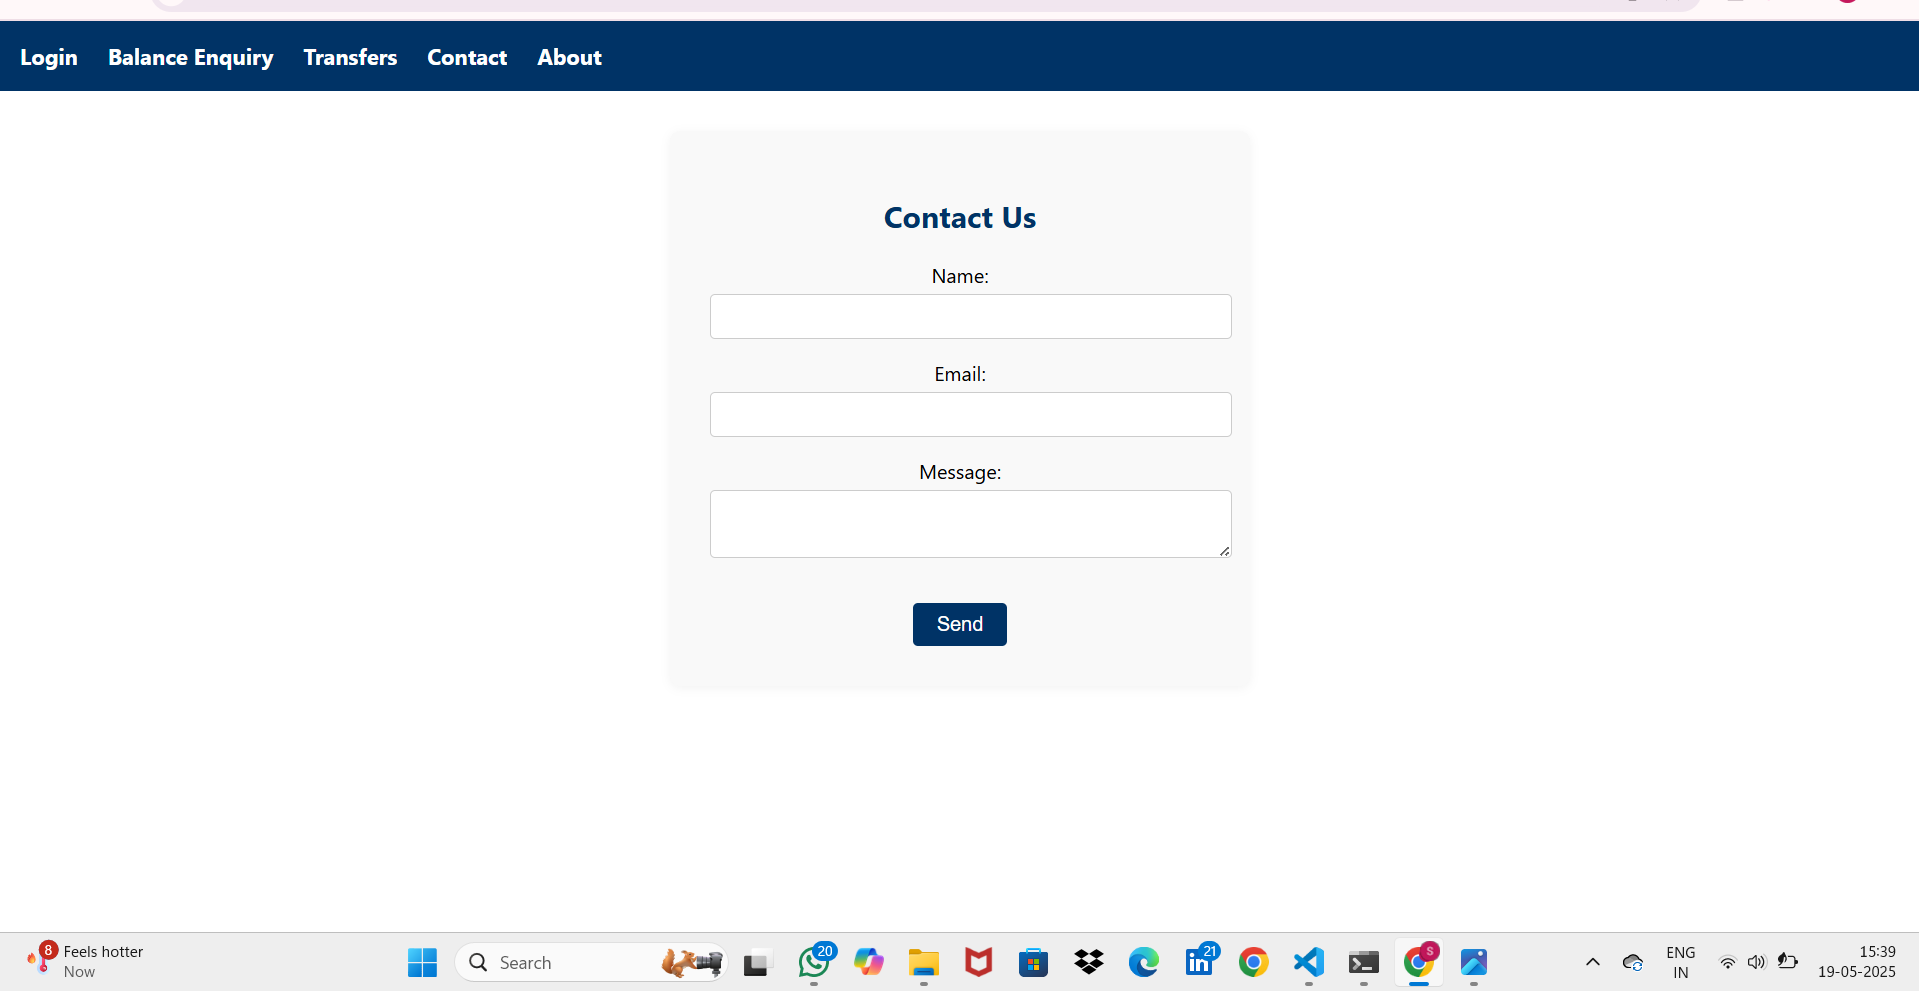 Login Balance Enquiry Transfers Contact About
Contact Us
Name:
Email:
Message:
Send
8 Feels hotter
Now
Search
20
21
S
ENG
IN
15:39
19-05-2025